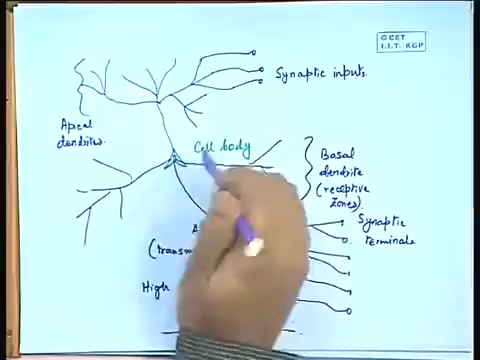 © CET
I.I.T. KGP
Synaptic inputs.
Apical
dendrites.
Cell body
Basal
dendrite
(receptive
zones).
Synaptic
terminals
High